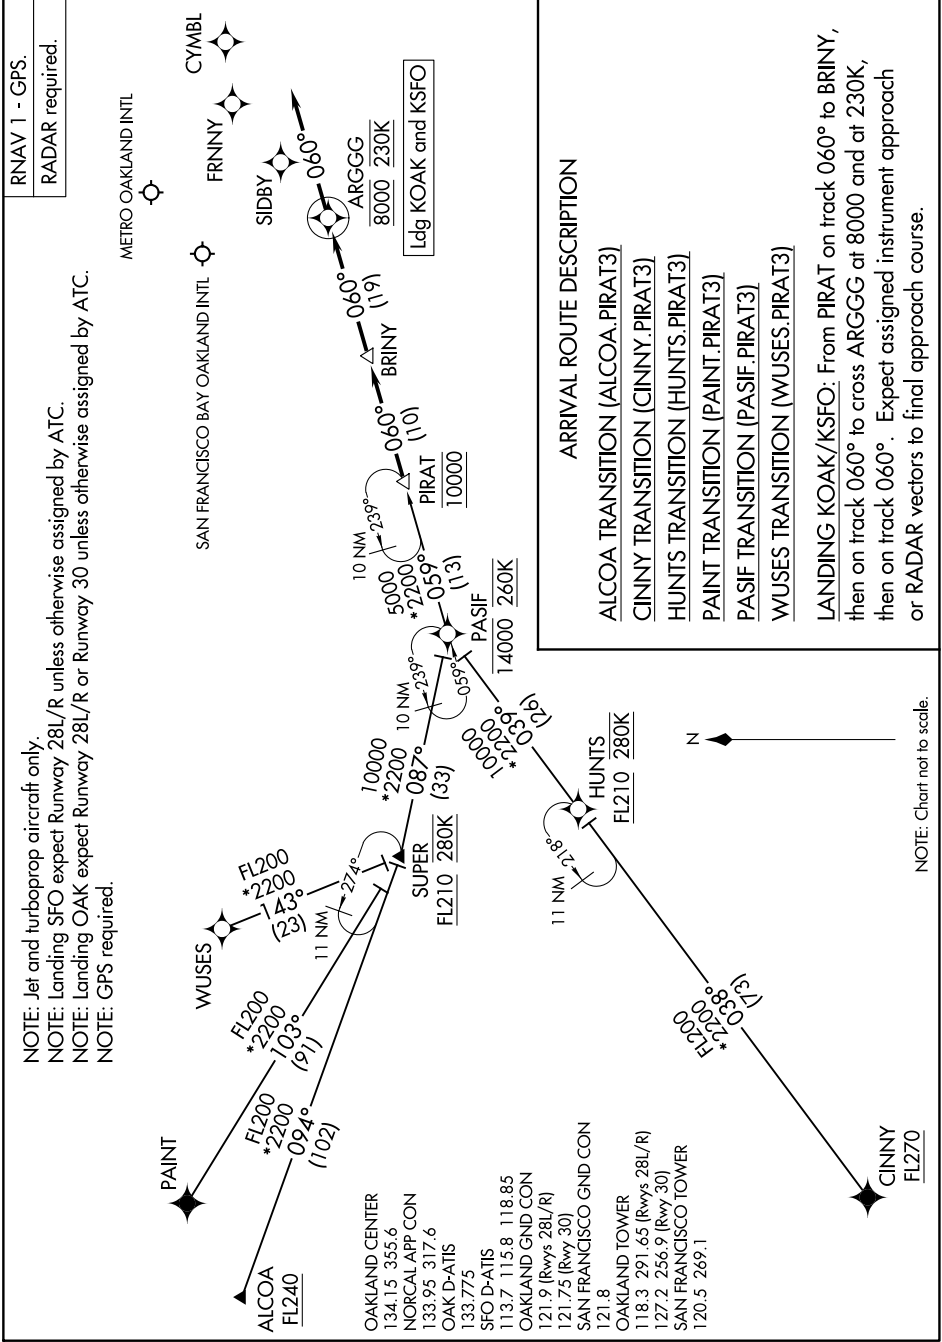 RNAV 1 - GPS.
RADAR required.
NOTE: Jet and turboprop aircraft only.
NOTE: Landing SFO expect Runway 28L/R unless otherwise assigned by ATC.
NOTE: Landing OAK expect Runway 28L/R or Runway 30 unless otherwise assigned by ATC.
NOTE: GPS required.
METRO OAKLAND INTL
SAN FRANCISCO BAY OAKLAND INTL
CYMBL
FRNNY
SIDBY
060°
ARGGG
8000 230K
Ldg KOAK and KSFO
060°
(19)
BRINY
060°
(10)
PIRAT
10000
10 NM
239°
5000
*2200
059°
(13)
PASIF
14000 260K
10 NM
239°
059°
10000
*2200
087°
(33)
SUPER
FL210 280K
11 NM
274°
WUSES
FL200
*2200
143°
(23)
PAINT
FL200
*2200
103°
(91)
ALCOA
FL240
FL200
*2200
094°
(102)
10000
*2200
039°
(26)
HUNTS
FL210 280K
11 NM
218°
FL200
*2200
038°
(73)
CINNY
FL270
N
NOTE: Chart not to scale.
OAKLAND CENTER
134.15 355.6
NORCAL APP CON
133.95 317.6
OAK D-ATIS
133.775
SFO D-ATIS
113.7 115.8 118.85
OAKLAND GND CON
121.9 (Rwys 28L/R)
121.75 (Rwy 30)
SAN FRANCISCO GND CON
121.8
OAKLAND TOWER
118.3 291.65 (Rwys 28L/R)
127.2 256.9 (Rwy 30)
SAN FRANCISCO TOWER
120.5 269.1
ARRIVAL ROUTE DESCRIPTION
ALCOA TRANSITION (ALCOA.PIRAT3)
CINNY TRANSITION (CINNY.PIRAT3)
HUNTS TRANSITION (HUNTS.PIRAT3)
PAINT TRANSITION (PAINT.PIRAT3)
PASIF TRANSITION (PASIF.PIRAT3)
WUSES TRANSITION (WUSES.PIRAT3)
LANDING KOAK/KSFO: From PIRAT on track 060° to BRINY,
then on track 060° to cross ARGGG at 8000 and at 230K,
then on track 060°. Expect assigned instrument approach
or RADAR vectors to final approach course.